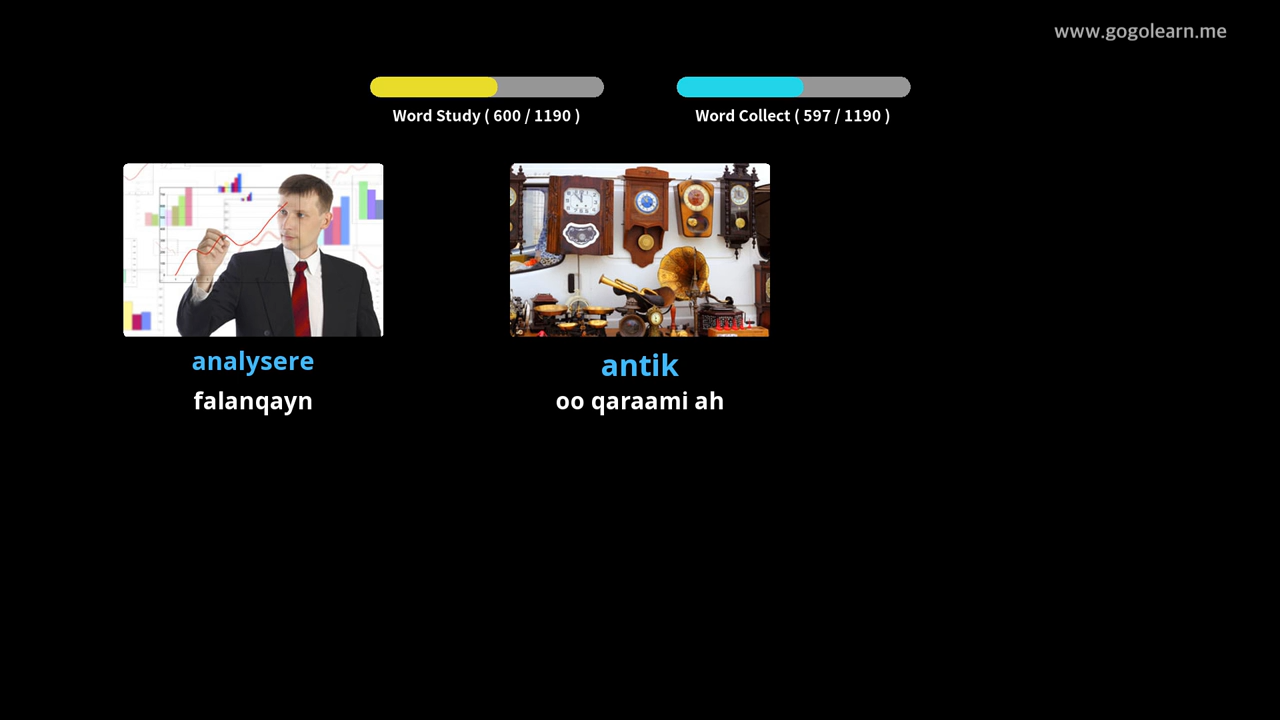 www.gogolearn.me
Word Study ( 600 / 1190 )
Word Collect ( 597 / 1190 )
analysere
falanqayn
antik
oo qaraami ah